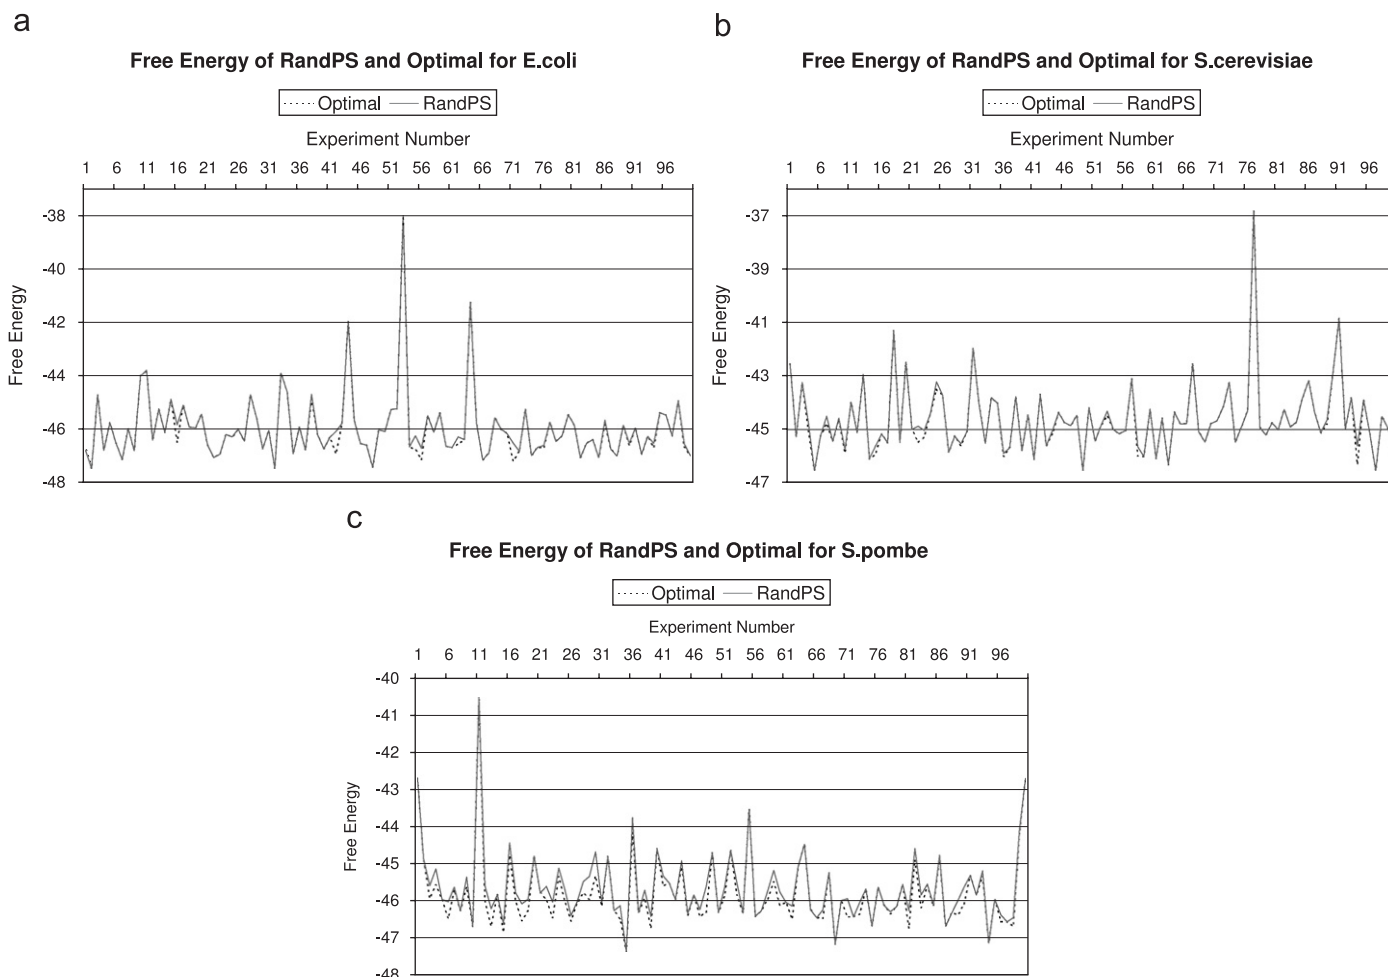 a
Free Energy of RandPS and Optimal for E.coli
Optimal RandPS
Experiment Number
1 6 11 16 21 26 31 36 41 46 51 56 61 66 71 76 81 86 91 96
-38
-40
-42
-44
-46
-48
Free Energy
b
Free Energy of RandPS and Optimal for S.cerevisiae
Optimal RandPS
Experiment Number
1 6 11 16 21 26 31 36 41 46 51 56 61 66 71 76 81 86 91 96
-37
-39
-41
-43
-45
-47
Free Energy
c
Free Energy of RandPS and Optimal for S.pombe
Optimal RandPS
Experiment Number
1 6 11 16 21 26 31 36 41 46 51 56 61 66 71 76 81 86 91 96
-40
-41
-42
-43
-44
-45
-46
-47
-48
Free Energy